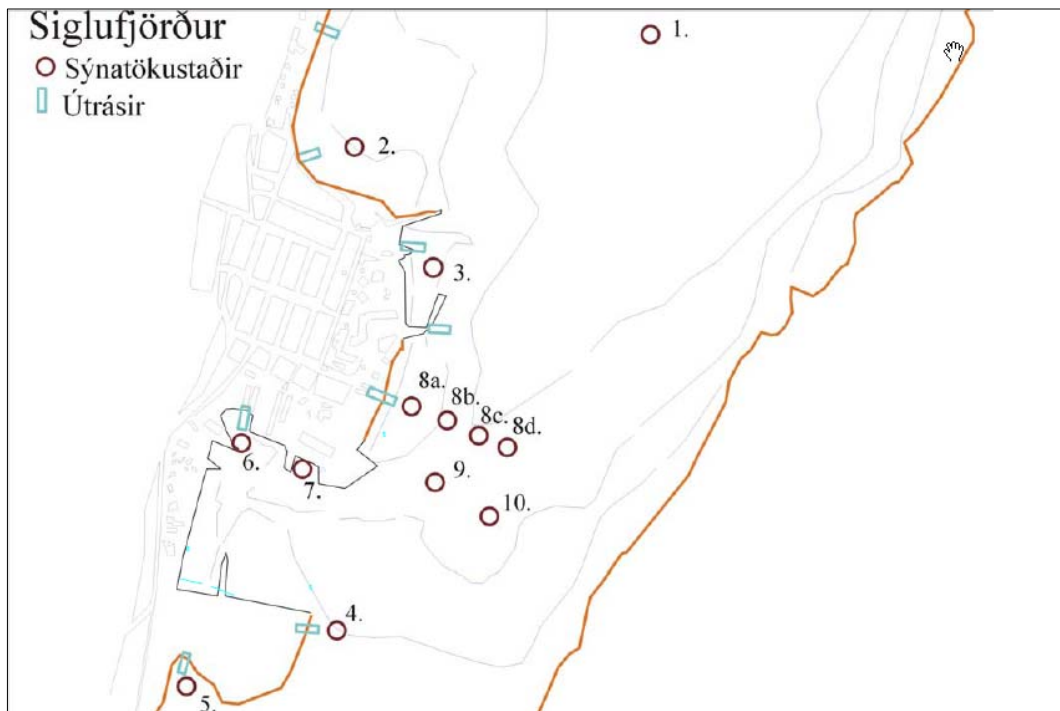 Siglufjörður
Sýnatökustaðir
Útrásir
1.
2.
3.
8a.
8b.
8c.
8d.
6.
7.
9.
10.
4.
5.